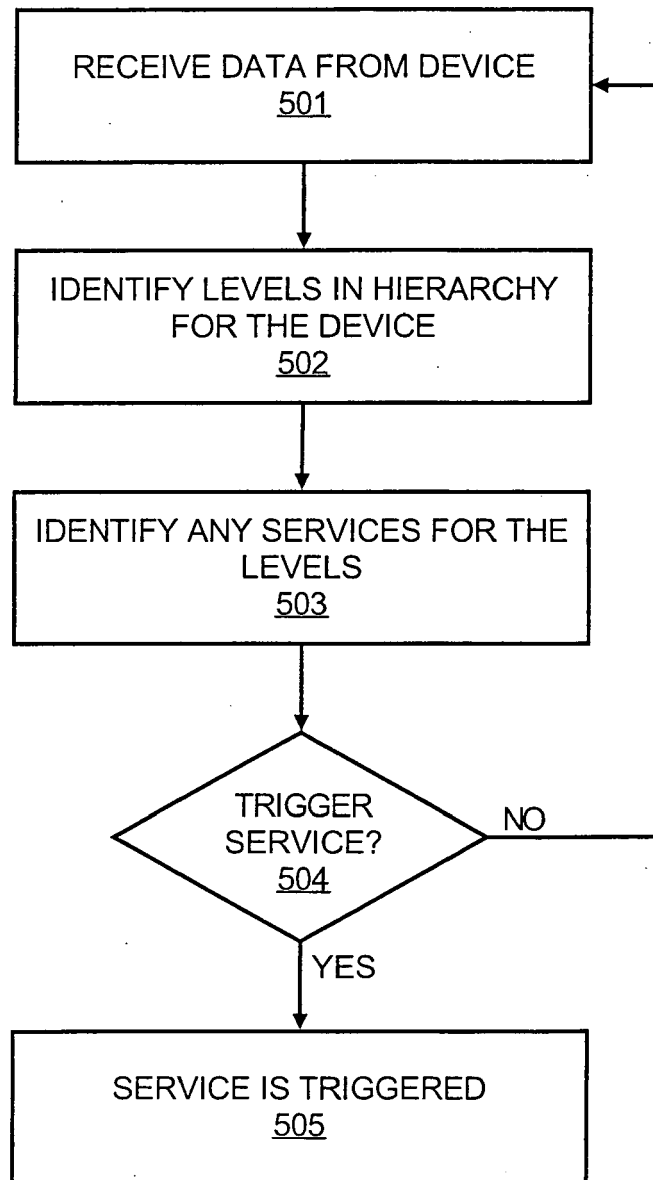 RECEIVE DATA FROM DEVICE
501
IDENTIFY LEVELS IN HIERARCHY
FOR THE DEVICE
502
IDENTIFY ANY SERVICES FOR THE
LEVELS
503
TRIGGER
SERVICE?
504
NO
YES
SERVICE IS TRIGGERED
505